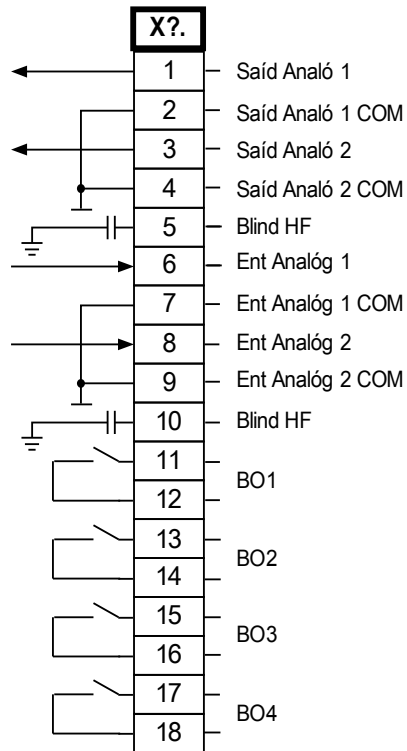 X?.
1 Saíd Analó 1
2 Saíd Analó 1 COM
3 Saíd Analó 2
4 Saíd Analó 2 COM
5 Blind HF
6 Ent Analóg 1
7 Ent Analóg 1 COM
8 Ent Analóg 2
9 Ent Analóg 2 COM
10 Blind HF
11
BO1
12
13
BO2
14
15
BO3
16
17
BO4
18